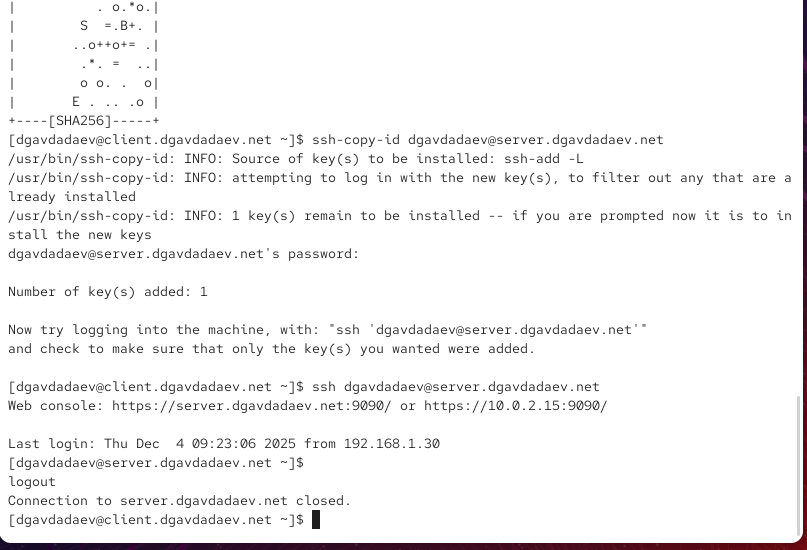 |          . o.*o.|
|        S  =.B+. |
|       ..o++o+= .|
|        .*. =  ..|
|        o o. .  o|
|       E . .. .o |
+----[SHA256]-----+
[dgavdadaev@client.dgavdadaev.net ~]$ ssh-copy-id dgavdadaev@server.dgavdadaev.net
/usr/bin/ssh-copy-id: INFO: Source of key(s) to be installed: ssh-add -L
/usr/bin/ssh-copy-id: INFO: attempting to log in with the new key(s), to filter out any that are a
lready installed
/usr/bin/ssh-copy-id: INFO: 1 key(s) remain to be installed -- if you are prompted now it is to in
stall the new keys
dgavdadaev@server.dgavdadaev.net's password:
Number of key(s) added: 1
Now try logging into the machine, with: "ssh 'dgavdadaev@server.dgavdadaev.net'"
and check to make sure that only the key(s) you wanted were added.
[dgavdadaev@client.dgavdadaev.net ~]$ ssh dgavdadaev@server.dgavdadaev.net
Web console: https://server.dgavdadaev.net:9090/ or https://10.0.2.15:9090/
Last login: Thu Dec  4 09:23:06 2025 from 192.168.1.30
[dgavdadaev@server.dgavdadaev.net ~]$
logout
Connection to server.dgavdadaev.net closed.
[dgavdadaev@client.dgavdadaev.net ~]$